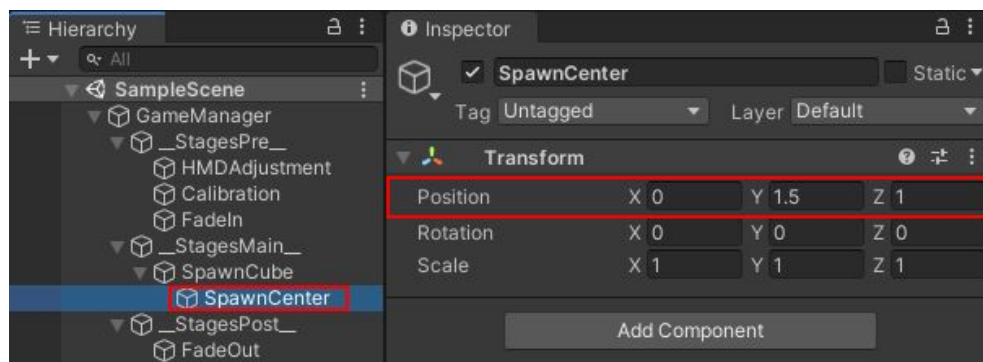 Hierarchy
All
SampleScene
GameManager
__StagesPre__
HMDAdjustment
Calibration
FadeIn
__StagesMain__
SpawnCube
SpawnCenter
__StagesPost__
FadeOut
Inspector
SpawnCenter Static
Tag Untagged Layer Default
Transform
Position X 0 Y 1.5 Z 1
Rotation X 0 Y 0 Z 0
Scale X 1 Y 1 Z 1
Add Component